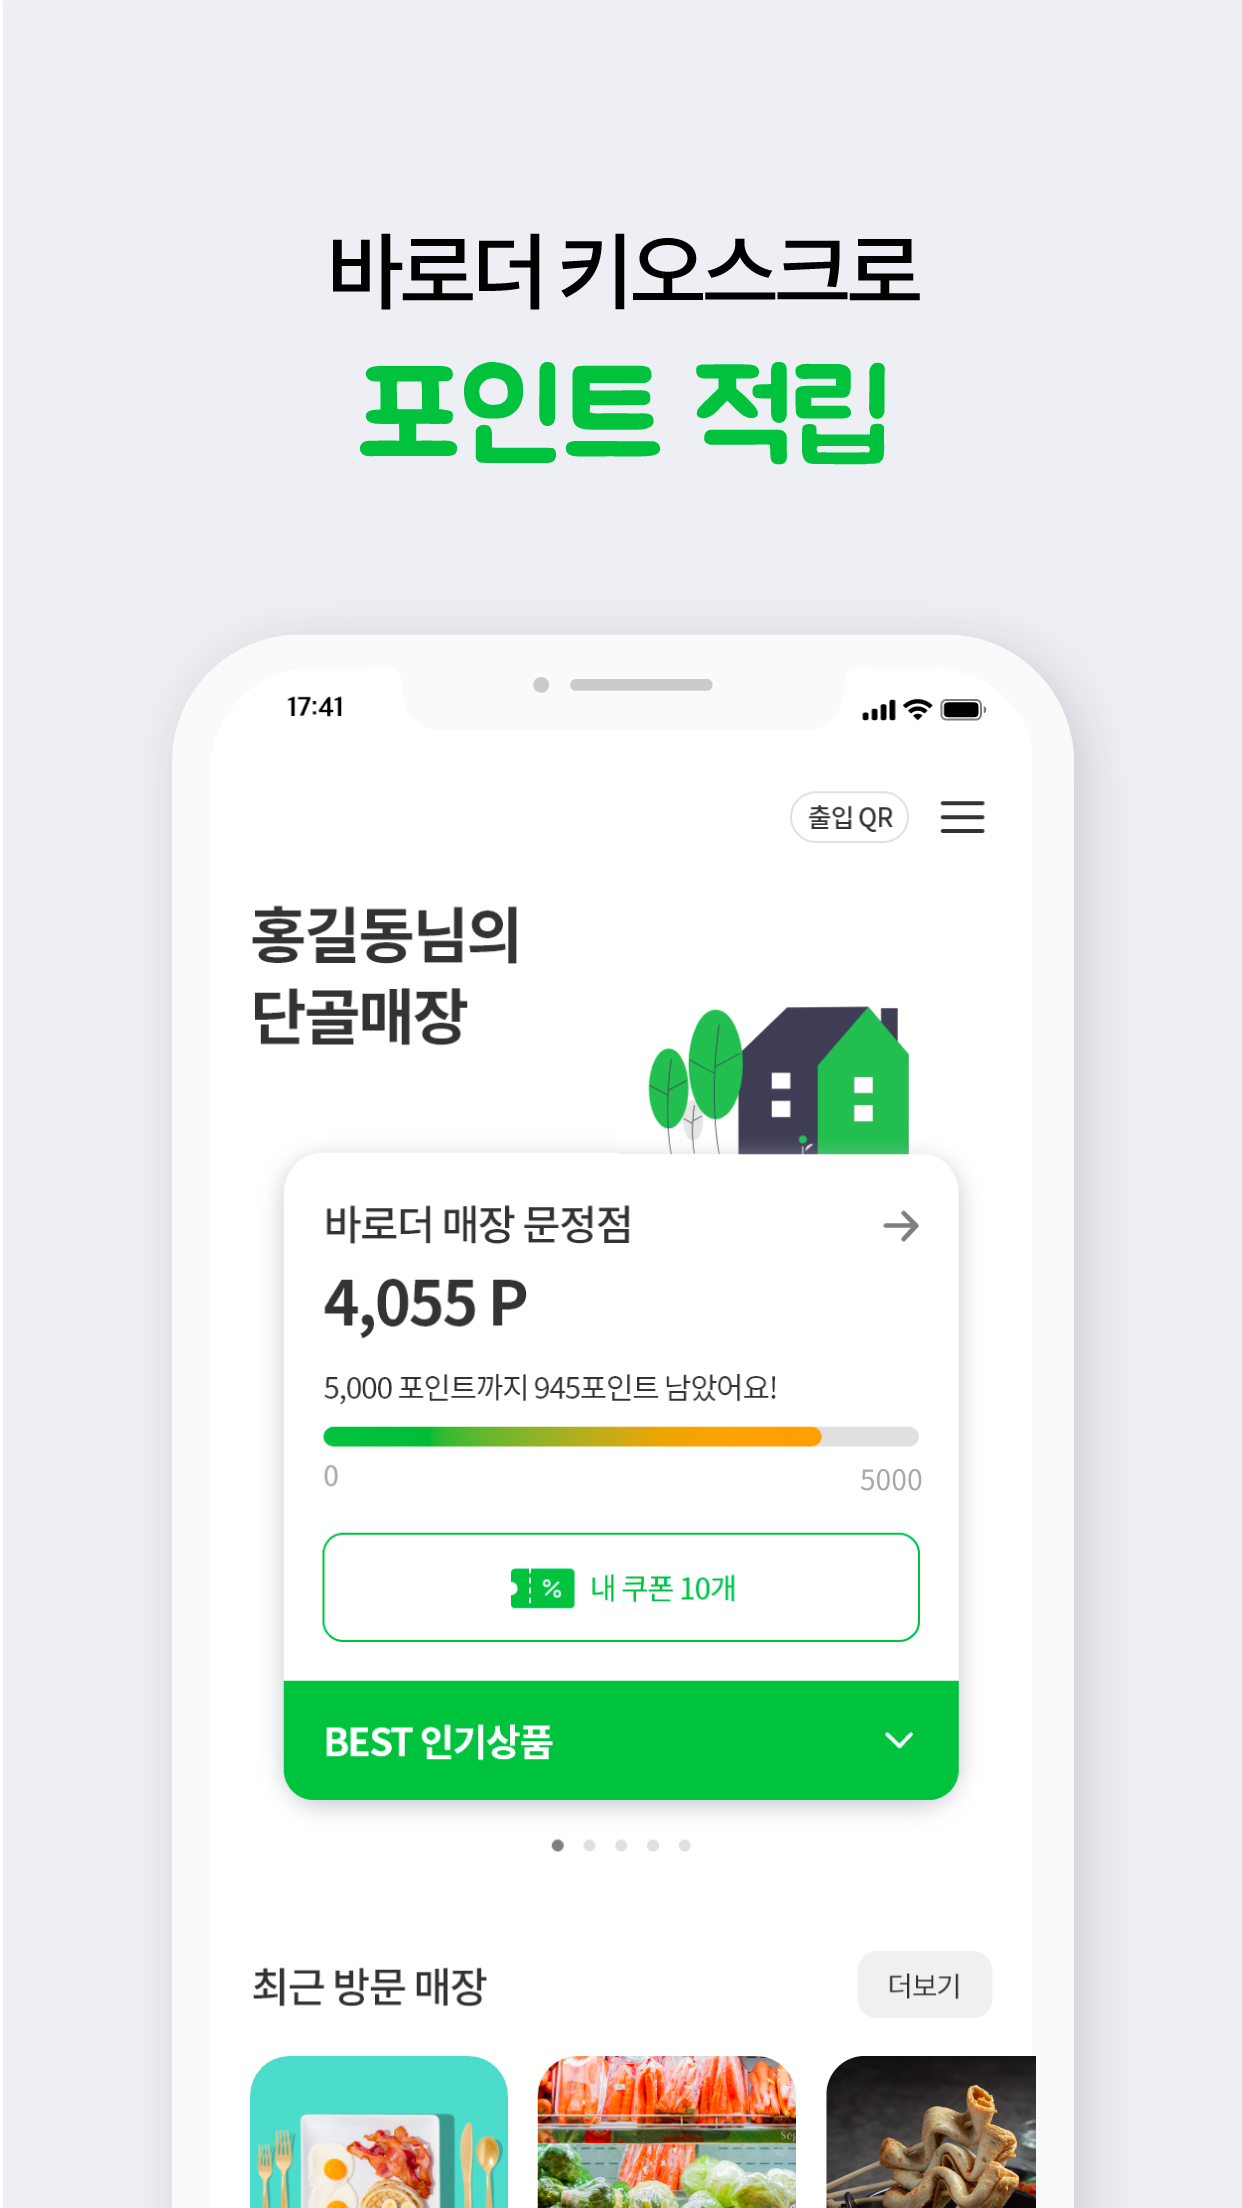 바로더 키오스크로
포인트 적립
17:41
출입 QR
홍길동님의
단골매장
바로더 매장 문정점
4,055 P
5,000 포인트까지 945포인트 남았어요!
0
5000
%
내 쿠폰 10개
BEST 인기상품
최근 방문 매장
더보기